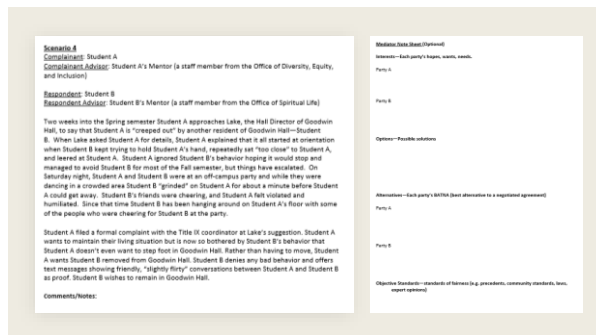 Scenario 4
Complainant: Student A
Complainant Advisor: Student A's Mentor (a staff member from the Office of Diversity, Equity,
and Inclusion)
Respondent: Student B
Respondent Advisor: Student B's Mentor (a staff member from the Office of Spiritual Life)
Two weeks into the Spring semester Student A approaches Lake, the Hall Director of Goodwin
Hall, to say that Student A is "creeped out" by another resident of Goodwin Hall—Student
B. When Lake asked Student A for details, Student A explained that it all started at orientation
when Student B kept trying to hold Student A's hand, repeatedly set "too close" to Student A,
and leered at Student A. Student A ignored Student B's behavior hoping it would stop and
managed to avoid Student B for most of the Fall semester, but things have escalated. On
Saturday night, Student A and Student B were at an off-campus party and while they were
dancing in a crowded area Student B "grinded" on Student A for about a minute before Student
A could get away. Student B's friends were cheering, and Student A felt violated and
humiliated. Since that time Student B has been hanging around on Student A's floor with some
of the people who were cheering for Student B at the party.
Student A filed a formal complaint with the Title IX coordinator at Lake's suggestion. Student A
wants to maintain their living situation but is now so bothered by Student B's behavior that
Student A doesn't even want to step foot in Goodwin Hall. Rather than having to move, Student
A wants Student B removed from Goodwin Hall. Student B denies any bad behavior and offers
text messages showing friendly, "slightly flirty" conversations between Student A and Student B
as proof. Student B wishes to remain in Goodwin Hall.
Comments/Notes:
Mediator Note Sheet (Optional)
Interests—Each party's hopes, wants, needs.
Party A
Party B
Options—Possible solutions
Alternatives—Each party's BATNA (best alternative to a negotiated agreement)
Party A
Party B
Objective Standards—standards of fairness (e.g. precedents, community standards, laws,
expert opinions)